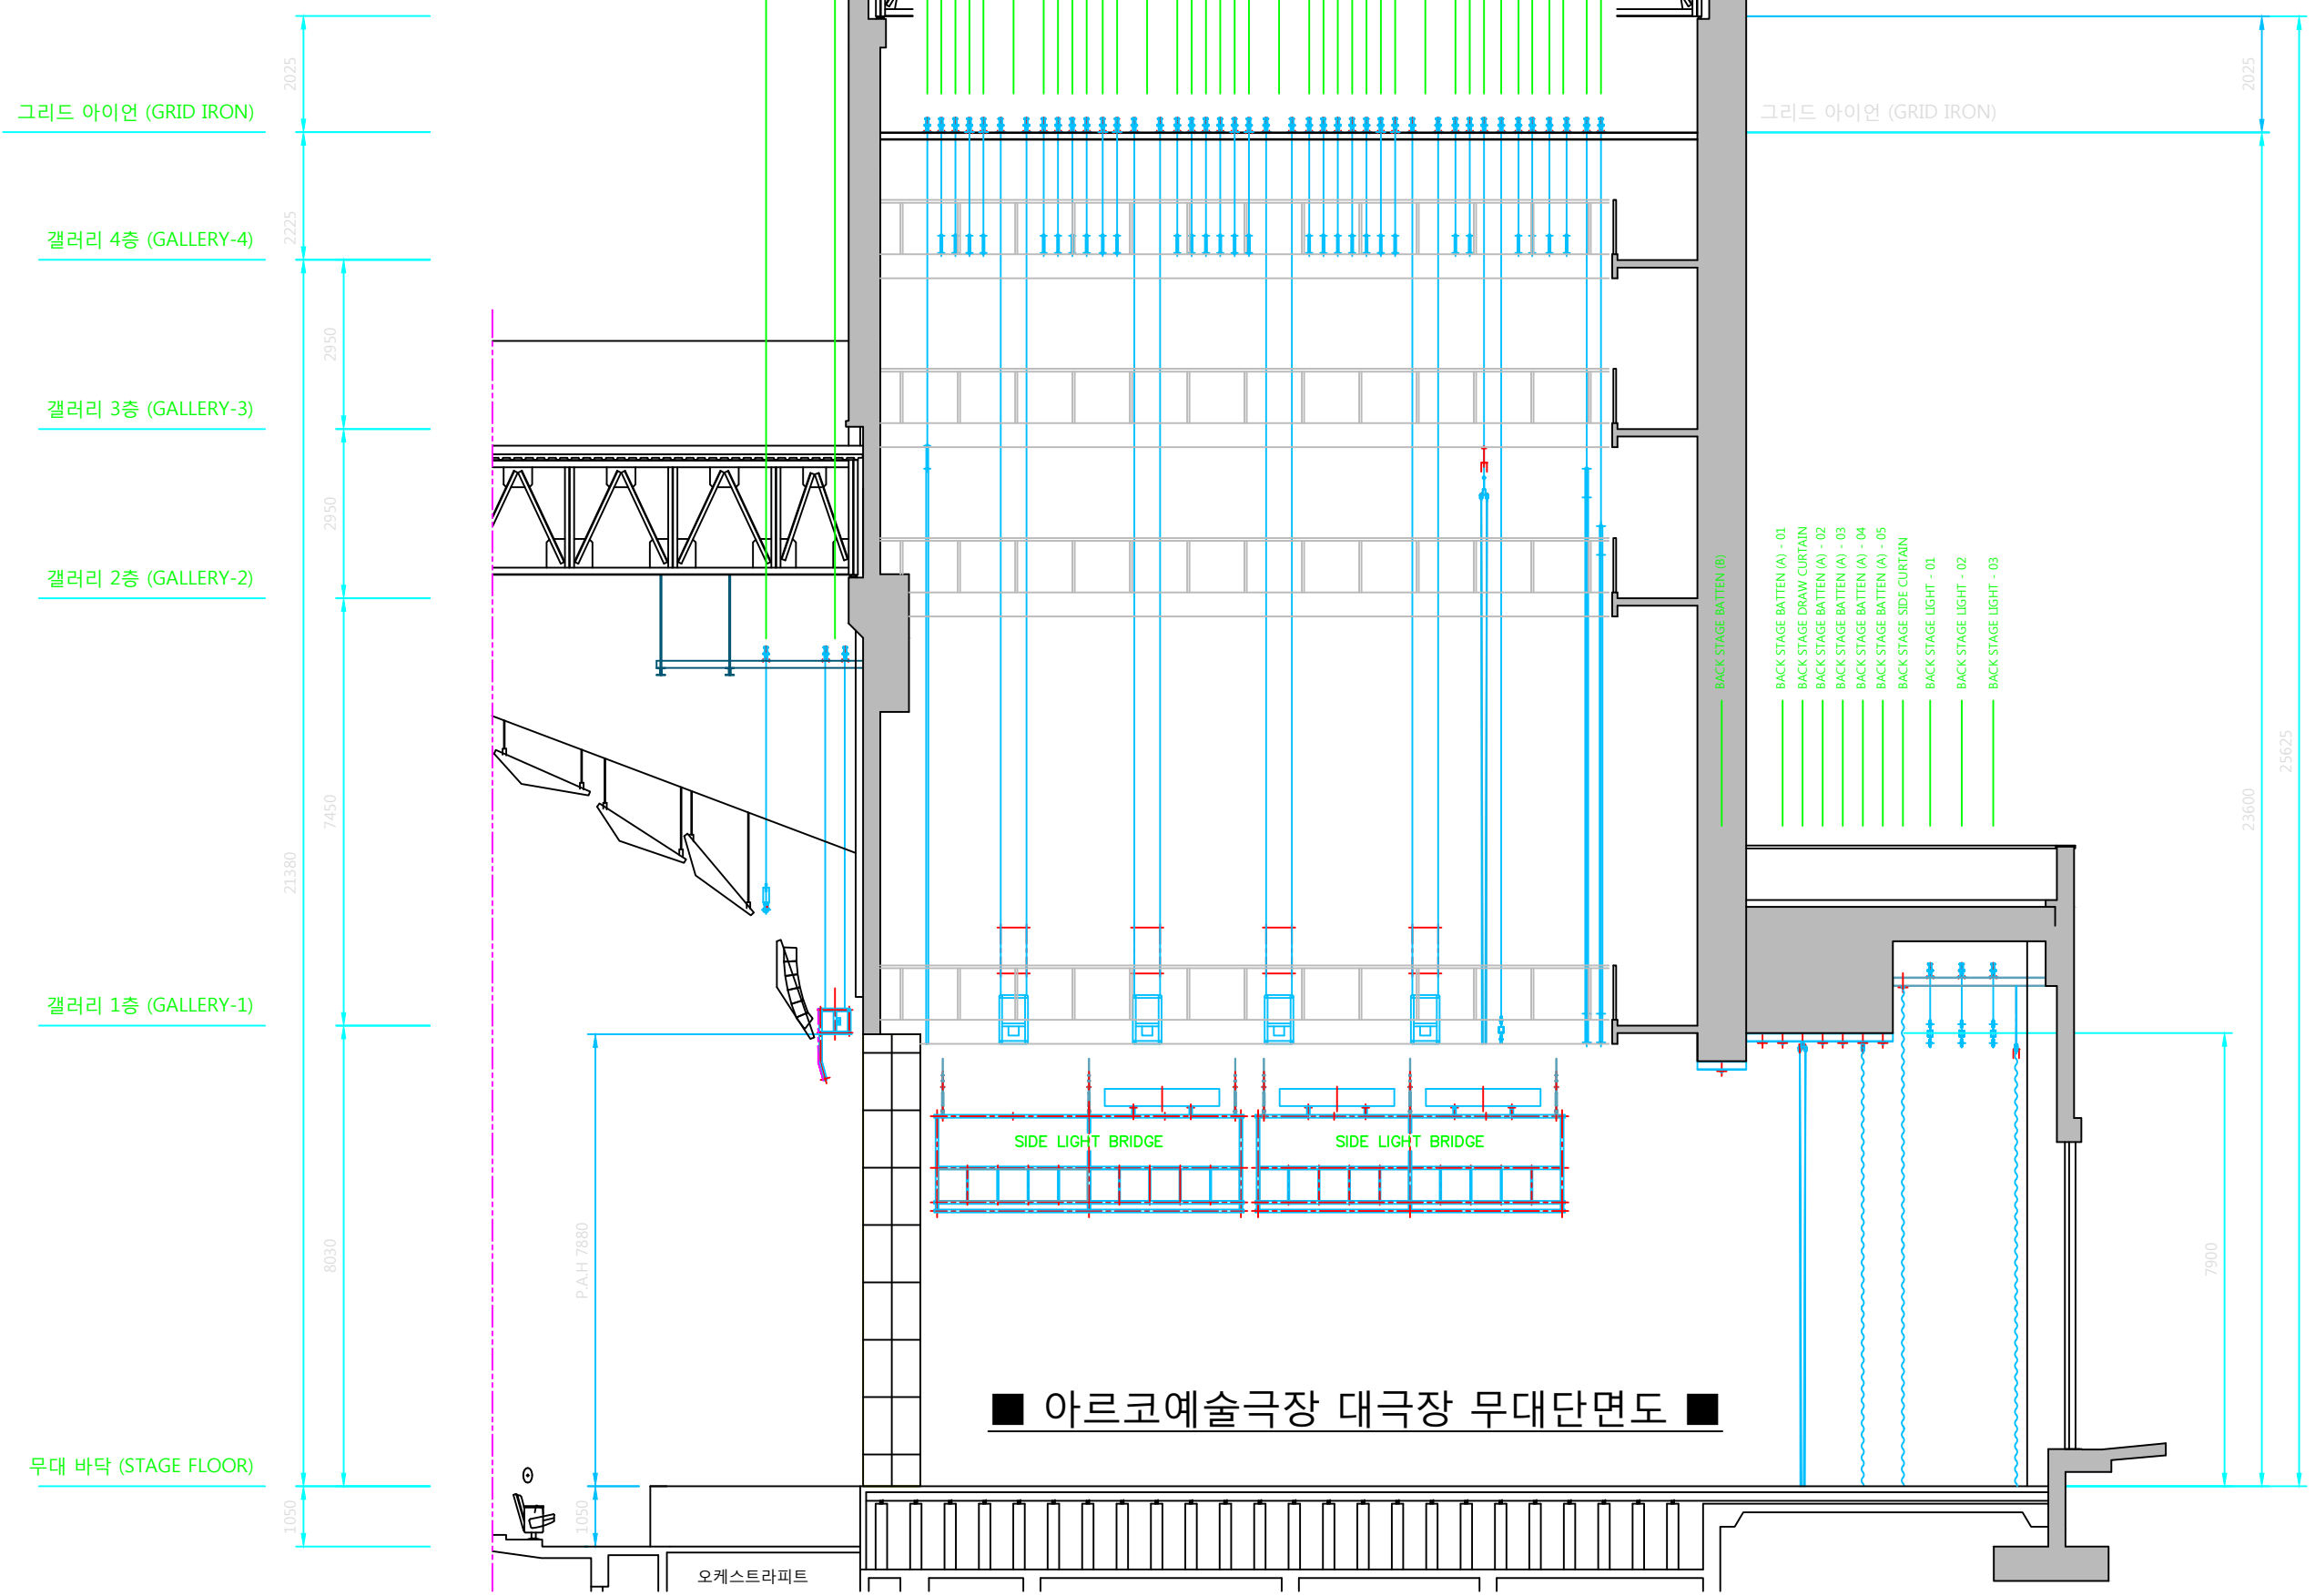 2025
그리드 아이언 (GRID IRON)
2225
갤러리 4층 (GALLERY-4)
2950
갤러리 3층 (GALLERY-3)
2950
갤러리 2층 (GALLERY-2)
7450
21380
갤러리 1층 (GALLERY-1)
8030
P.A.H 7880
무대 바닥 (STAGE FLOOR)
1050
1050
오케스트라피트
SIDE LIGHT BRIDGE
SIDE LIGHT BRIDGE
■ 아르코예술극장 대극장 무대단면도 ■
BACK STAGE BATTEN (B)
BACK STAGE BATTEN (A) - 01
BACK STAGE DRAW CURTAIN
BACK STAGE BATTEN (A) - 02
BACK STAGE BATTEN (A) - 03
BACK STAGE BATTEN (A) - 04
BACK STAGE BATTEN (A) - 05
BACK STAGE SIDE CURTAIN
BACK STAGE LIGHT - 01
BACK STAGE LIGHT - 02
BACK STAGE LIGHT - 03
그리드 아이언 (GRID IRON)
2025
25625
23600
7900